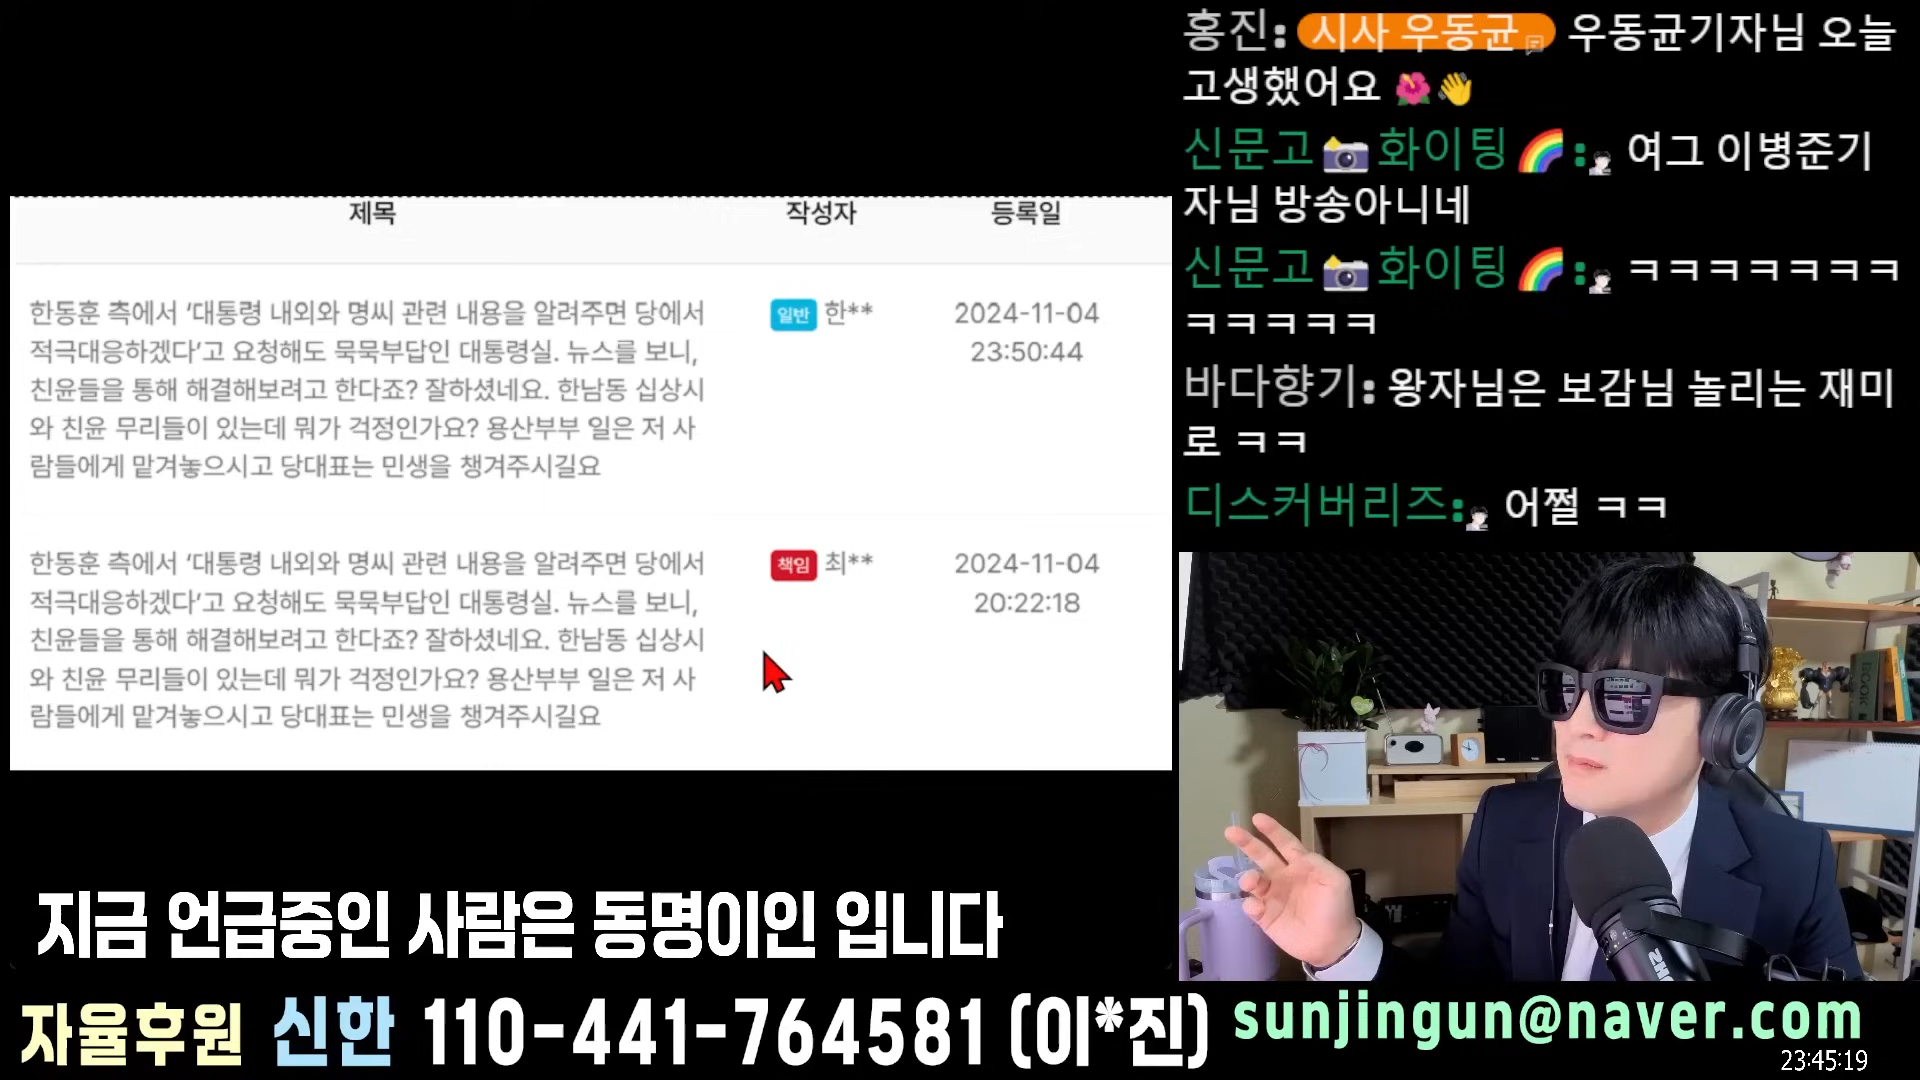 제목 작성자 등록일
한동훈 측에서 ‘대통령 내외와 명씨 관련 내용을 알려주면 당에서
적극대응하겠다’고 요청해도 묵묵부답인 대통령실. 뉴스를 보니,
친윤들을 통해 해결해보려고 한다죠? 잘하셨네요. 한남동 십상시
와 친윤 무리들이 있는데 뭐가 걱정인가요? 용산부부 일은 저 사
람들에게 맡겨놓으시고 당대표는 민생을 챙겨주시길요
일반 한**
2024-11-04
23:50:44
한동훈 측에서 ‘대통령 내외와 명씨 관련 내용을 알려주면 당에서
적극대응하겠다’고 요청해도 묵묵부답인 대통령실. 뉴스를 보니,
친윤들을 통해 해결해보려고 한다죠? 잘하셨네요. 한남동 십상시
와 친윤 무리들이 있는데 뭐가 걱정인가요? 용산부부 일은 저 사
람들에게 맡겨놓으시고 당대표는 민생을 챙겨주시길요
책임 최**
2024-11-04
20:22:18
홍진: 시사 우동균 우동균기자님 오늘
고생했어요 🌺👋
신문고📷화이팅🌈: 여그 이병준기
자님 방송아니네
신문고📷화이팅🌈: ㅋㅋㅋㅋㅋㅋㅋ
ㅋㅋㅋㅋㅋ
바다향기: 왕자님은 보감님 놀리는 재미
로 ㅋㅋ
디스커버리즈: 어쩔 ㅋㅋ
지금 언급중인 사람은 동명이인 입니다
자율후원 신한 110-441-764581 (이*진)
sunjingun@naver.com
23:45:19